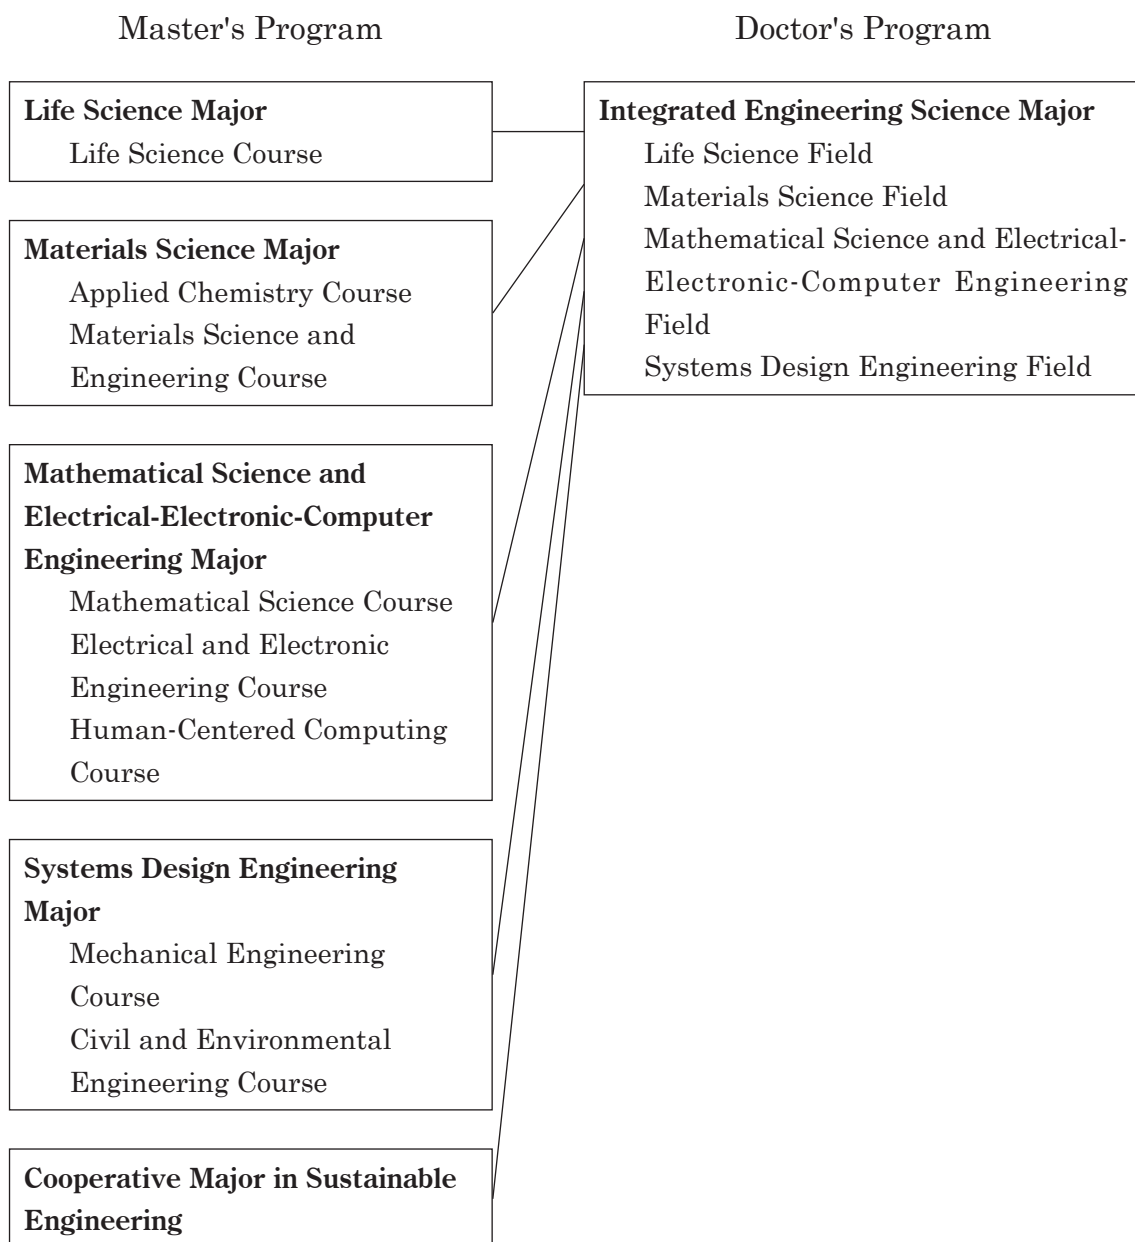 Master's Program
Life Science Major
Life Science Course
Materials Science Major
Applied Chemistry Course
Materials Science and
Engineering Course
Mathematical Science and
Electrical-Electronic-Computer
Engineering Major
Mathematical Science Course
Electrical and Electronic
Engineering Course
Human-Centered Computing
Course
Systems Design Engineering
Major
Mechanical Engineering
Course
Civil and Environmental
Engineering Course
Cooperative Major in Sustainable
Engineering
Doctor's Program
Integrated Engineering Science Major
Life Science Field
Materials Science Field
Mathematical Science and Electrical-
Electronic-Computer Engineering
Field
Systems Design Engineering Field